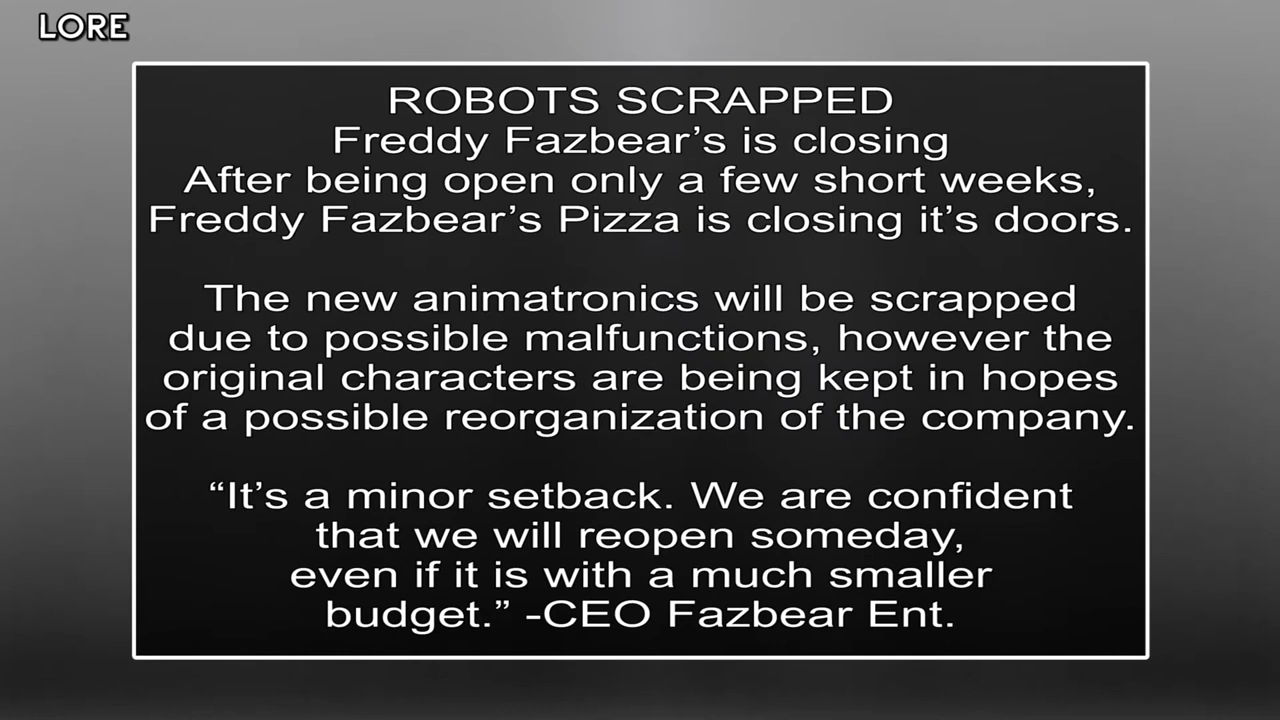 LORE
ROBOTS SCRAPPED
Freddy Fazbear’s is closing
After being open only a few short weeks,
Freddy Fazbear’s Pizza is closing it’s doors.
The new animatronics will be scrapped
due to possible malfunctions, however the
original characters are being kept in hopes
of a possible reorganization of the company.
“It’s a minor setback. We are confident
that we will reopen someday,
even if it is with a much smaller
budget.” -CEO Fazbear Ent.